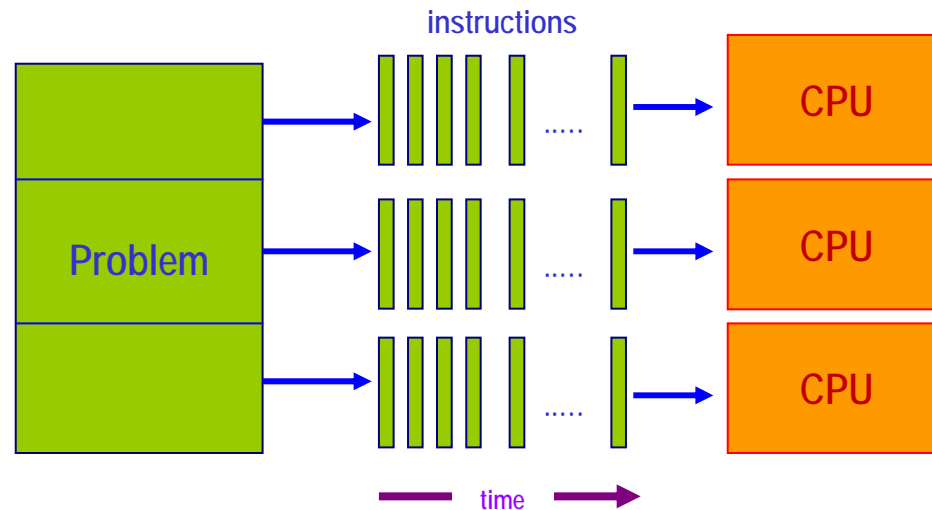 instructions
CPU
.....
Problem
CPU
.....
CPU
.....
time